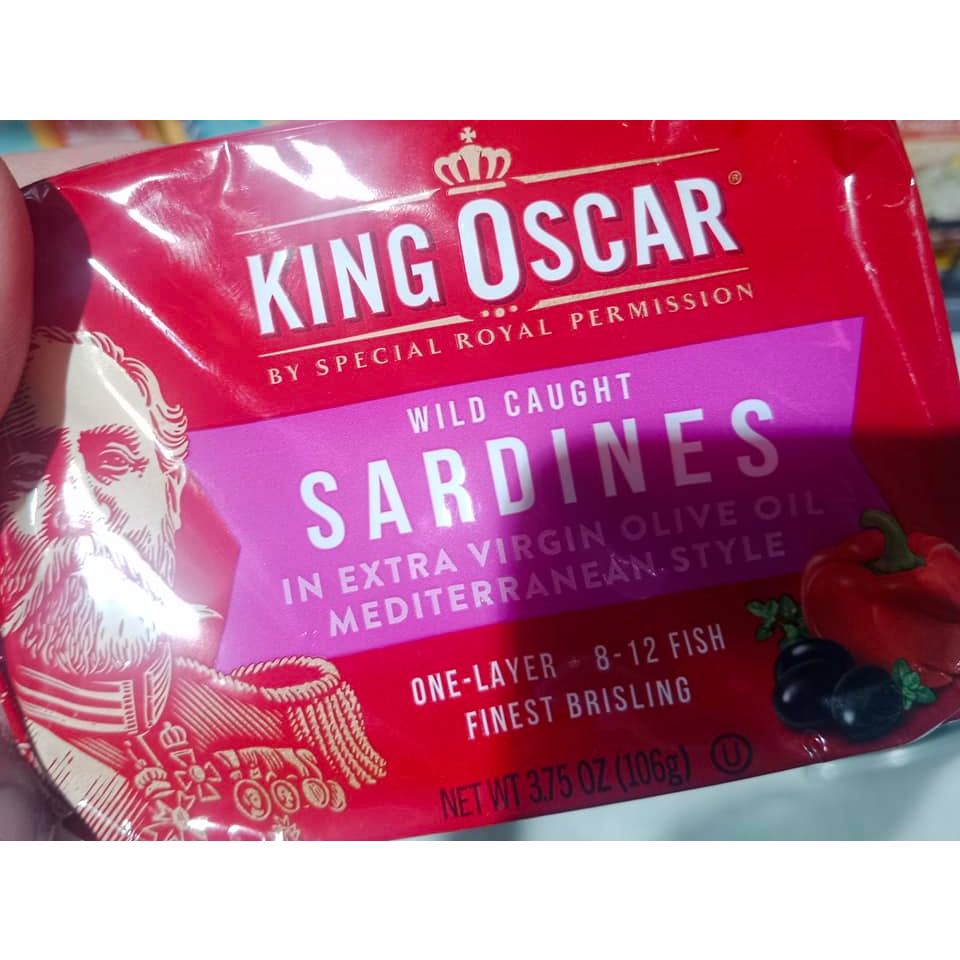 KING OSCAR®
BY SPECIAL ROYAL PERMISSION
WILD CAUGHT
SARDINES
IN EXTRA VIRGIN OLIVE OIL
MEDITERRANEAN STYLE
ONE-LAYER 8-12 FISH
FINEST BRISLING
NET WT 3.75 OZ (106g) U